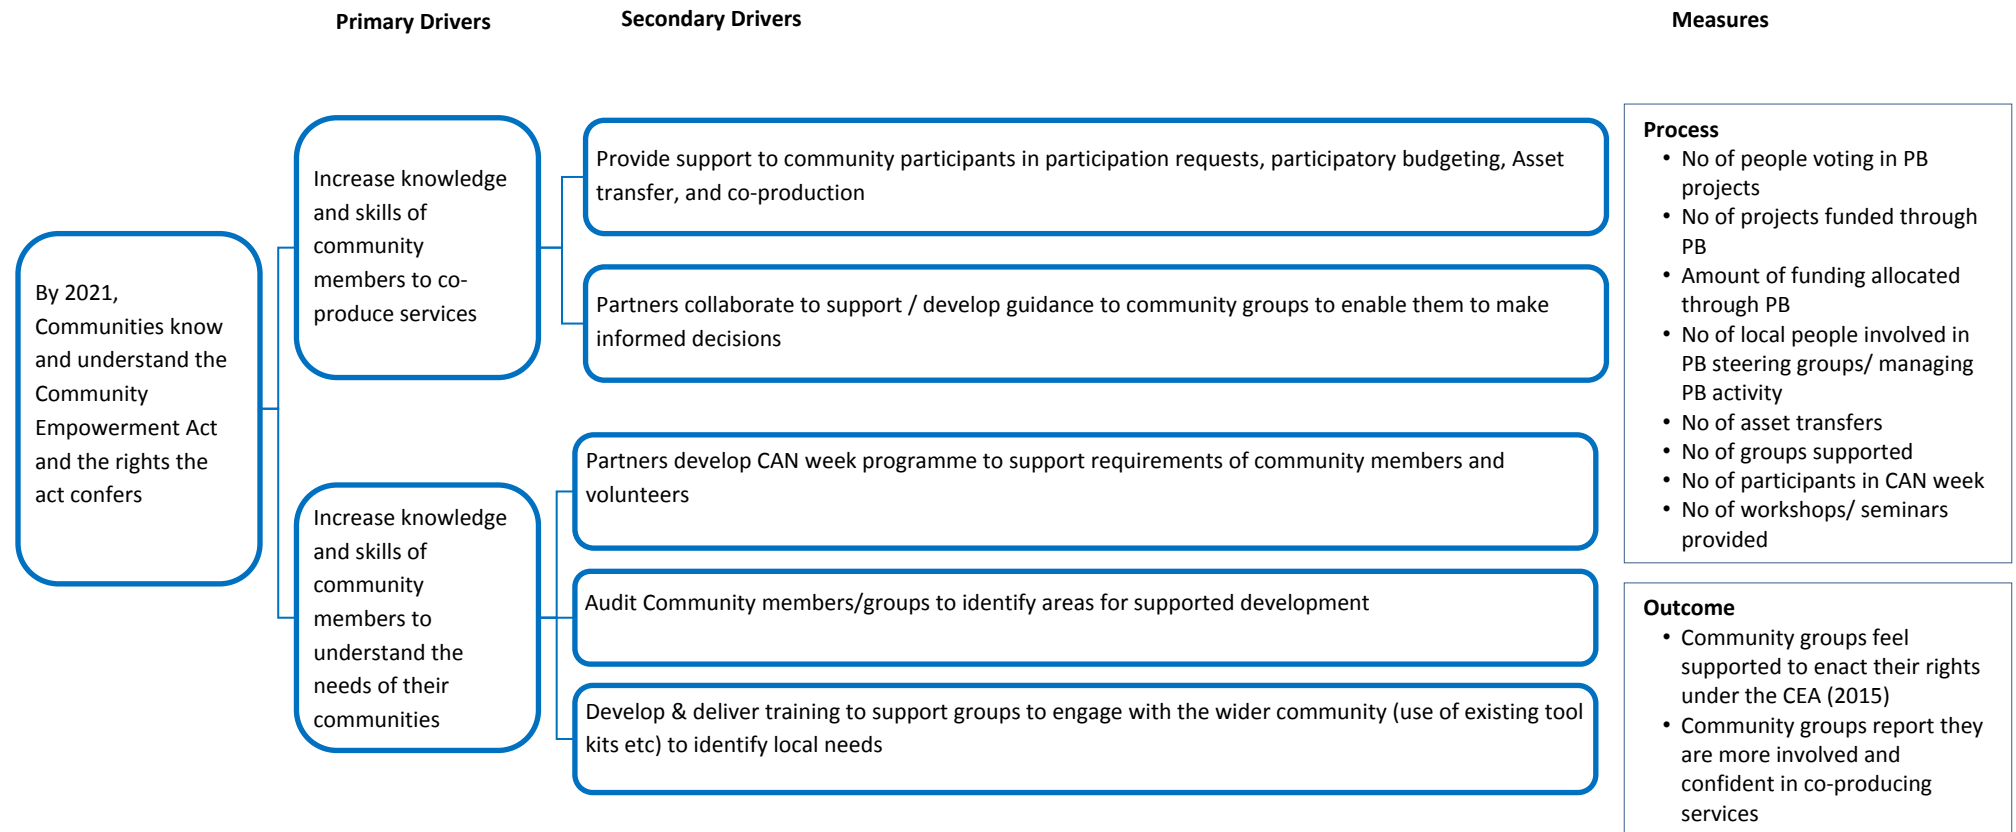 Primary Drivers
Secondary Drivers
Measures
By 2021,
Communities know
and understand the
Community
Empowerment Act
and the rights the
act confers
Increase knowledge
and skills of
community
members to co-
produce services
Provide support to community participants in participation requests, participatory budgeting, Asset
transfer, and co-production
Partners collaborate to support / develop guidance to community groups to enable them to make
informed decisions
Increase knowledge
and skills of
community
members to
understand the
needs of their
communities
Partners develop CAN week programme to support requirements of community members and
volunteers
Audit Community members/groups to identify areas for supported development
Develop & deliver training to support groups to engage with the wider community (use of existing tool
kits etc) to identify local needs
Process
• No of people voting in PB
projects
• No of projects funded through
PB
• Amount of funding allocated
through PB
• No of local people involved in
PB steering groups/ managing
PB activity
• No of asset transfers
• No of groups supported
• No of participants in CAN week
• No of workshops/ seminars
provided
Outcome
• Community groups feel
supported to enact their rights
under the CEA (2015)
• Community groups report they
are more involved and
confident in co-producing
services